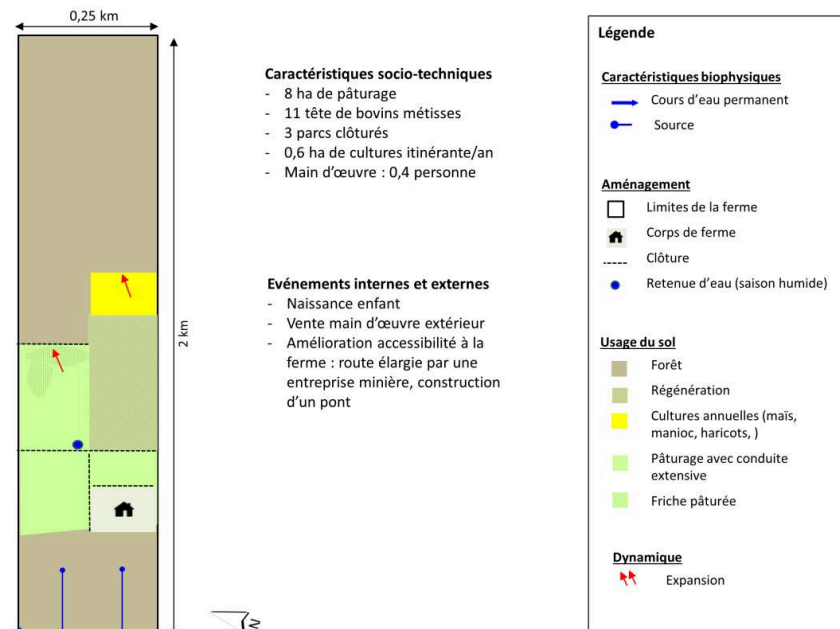 0,25 km
2 km
Caractéristiques socio-techniques
- 8 ha de pâturage
- 11 tête de bovins métisses
- 3 parcs clôturés
- 0,6 ha de cultures itinérante/an
- Main d'œuvre : 0,4 personne
Evénements internes et externes
- Naissance enfant
- Vente main d'œuvre extérieur
- Amélioration accessibilité à la
ferme : route élargie par une
entreprise minière, construction
d'un pont
N
Légende
Caractéristiques biophysiques
Cours d'eau permanent
Source
Aménagement
Limites de la ferme
Corps de ferme
Clôture
Retenue d'eau (saison humide)
Usage du sol
Forêt
Régénération
Cultures annuelles (maïs,
manioc, haricots, )
Pâturage avec conduite
extensive
Friche pâturée
Dynamique
Expansion